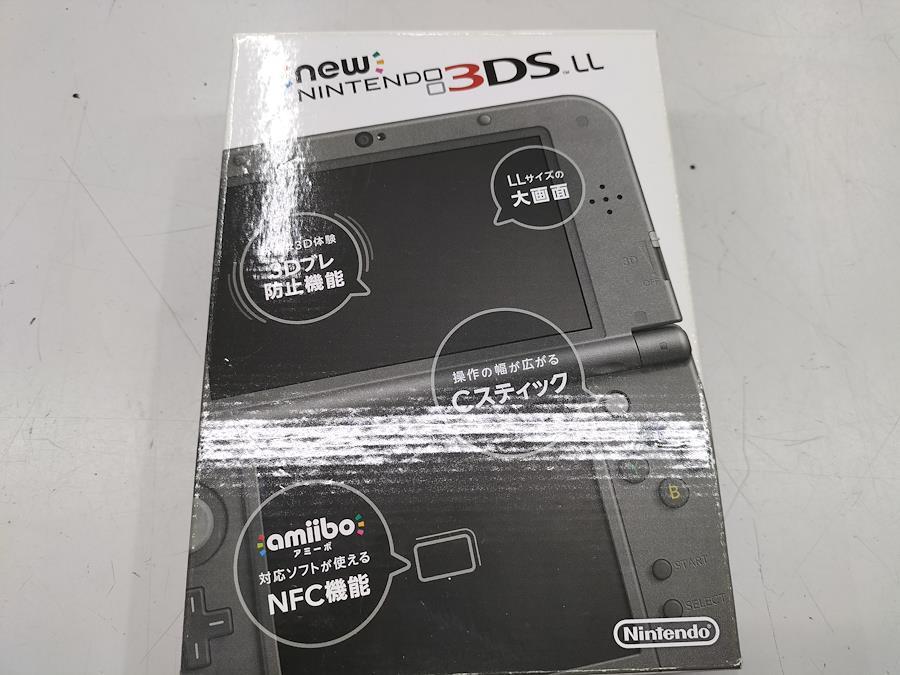 new
NINTENDO 3DS LL
LLサイズの
大画面
3D体験
3Dブレ
防止機能
3D
OFF
操作の幅が広がる
Cスティック
B
amiibo
アミーボ
対応ソフトが使える
NFC機能
START
SELECT
Nintendo